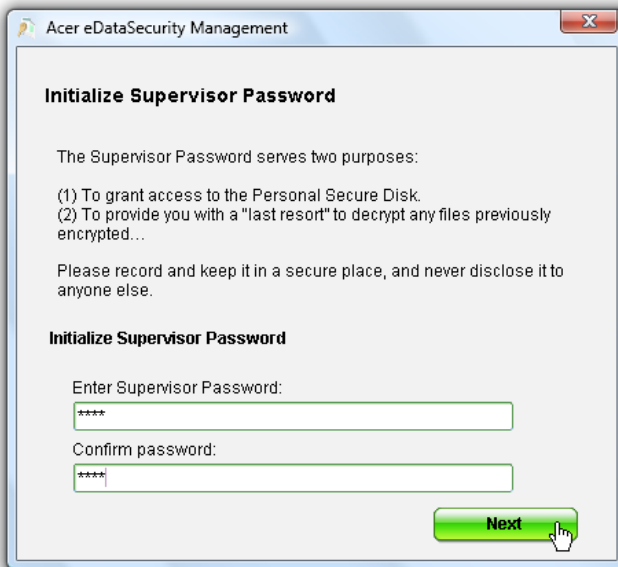 Acer eDataSecurity Management
Initialize Supervisor Password
The Supervisor Password serves two purposes:
(1) To grant access to the Personal Secure Disk.
(2) To provide you with a "last resort" to decrypt any files previously
encrypted...
Please record and keep it in a secure place, and never disclose it to
anyone else.
Initialize Supervisor Password
Enter Supervisor Password:
****
Confirm password:
****
Next